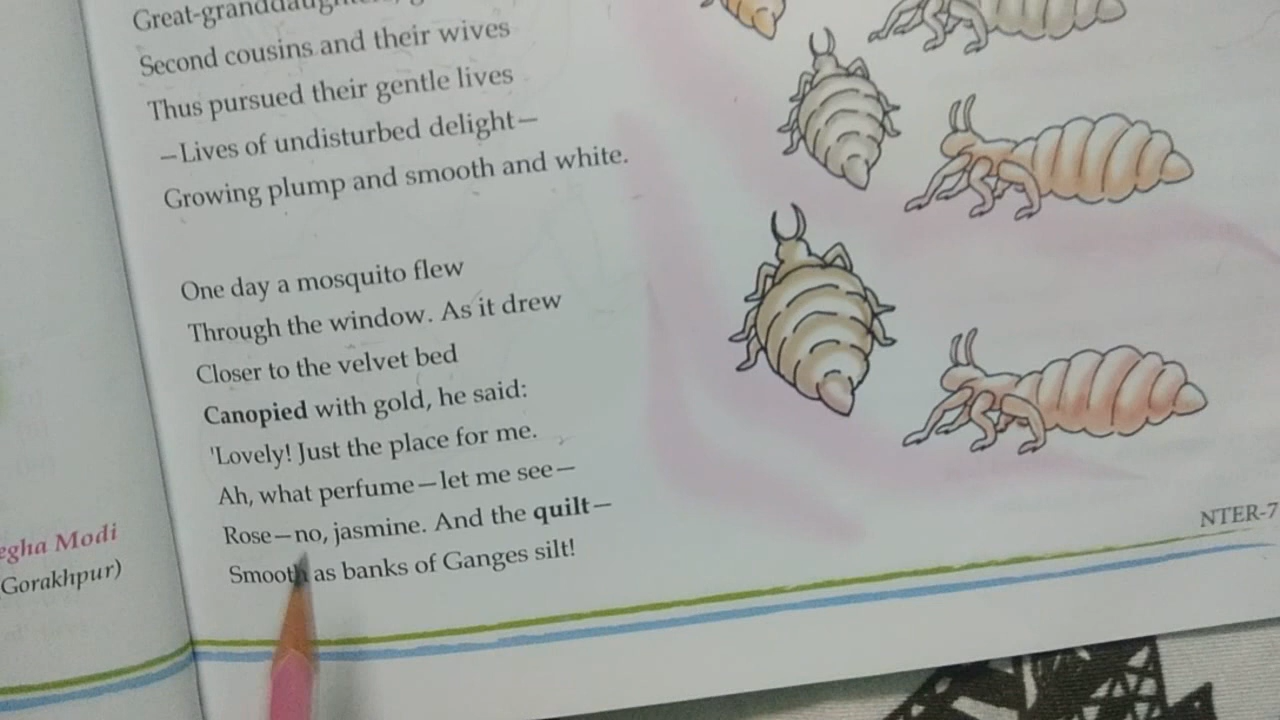 Great-granddaughters,
Second cousins and their wives
Thus pursued their gentle lives
—Lives of undisturbed delight—
Growing plump and smooth and white.
One day a mosquito flew
Through the window. As it drew
Closer to the velvet bed
Canopied with gold, he said:
'Lovely! Just the place for me.
Ah, what perfume—let me see—
Rose—no, jasmine. And the quilt—
Smooth as banks of Ganges silt!
egha Modi
Gorakhpur)
NTER-7